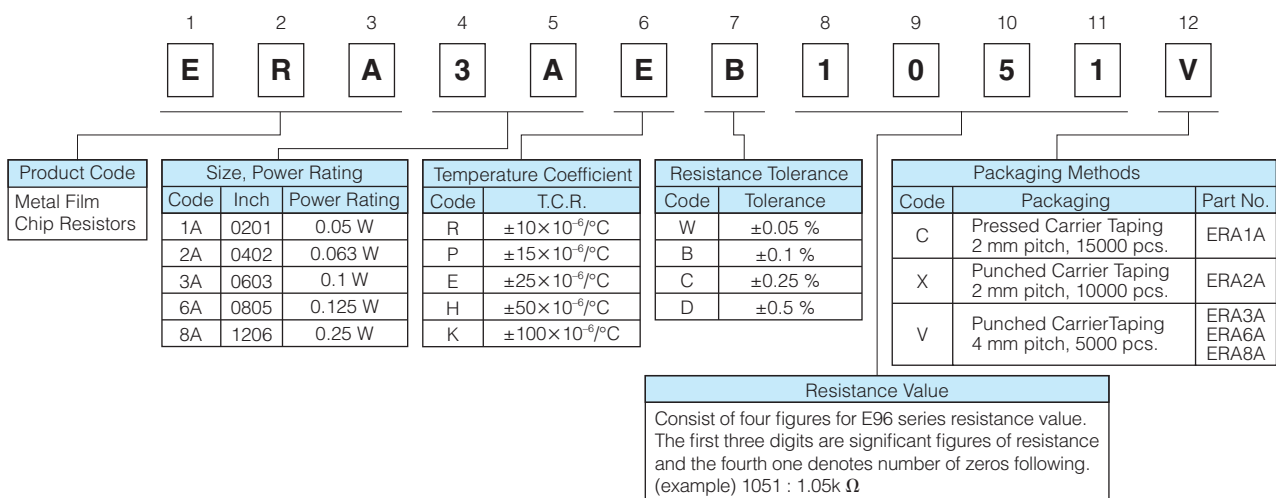 1 2 3 4 5 6 7 8 9 10 11 12
E R A 3 A E B 1 0 5 1 V
Product Code
Metal Film
Chip Resistors
Size, Power Rating
Code Inch Power Rating
1A 0201 0.05 W
2A 0402 0.063 W
3A 0603 0.1 W
6A 0805 0.125 W
8A 1206 0.25 W
Temperature Coefficient
Code T.C.R.
R ±10×10⁻⁶/°C
P ±15×10⁻⁶/°C
E ±25×10⁻⁶/°C
H ±50×10⁻⁶/°C
K ±100×10⁻⁶/°C
Resistance Tolerance
Code Tolerance
W ±0.05 %
B ±0.1 %
C ±0.25 %
D ±0.5 %
Packaging Methods
Code Packaging Part No.
C Pressed Carrier Taping
2 mm pitch, 15000 pcs. ERA1A
X Punched Carrier Taping
2 mm pitch, 10000 pcs. ERA2A
V Punched CarrierTaping
4 mm pitch, 5000 pcs. ERA3A
ERA6A
ERA8A
Resistance Value
Consist of four figures for E96 series resistance value.
The first three digits are significant figures of resistance
and the fourth one denotes number of zeros following.
(example) 1051 : 1.05k Ω